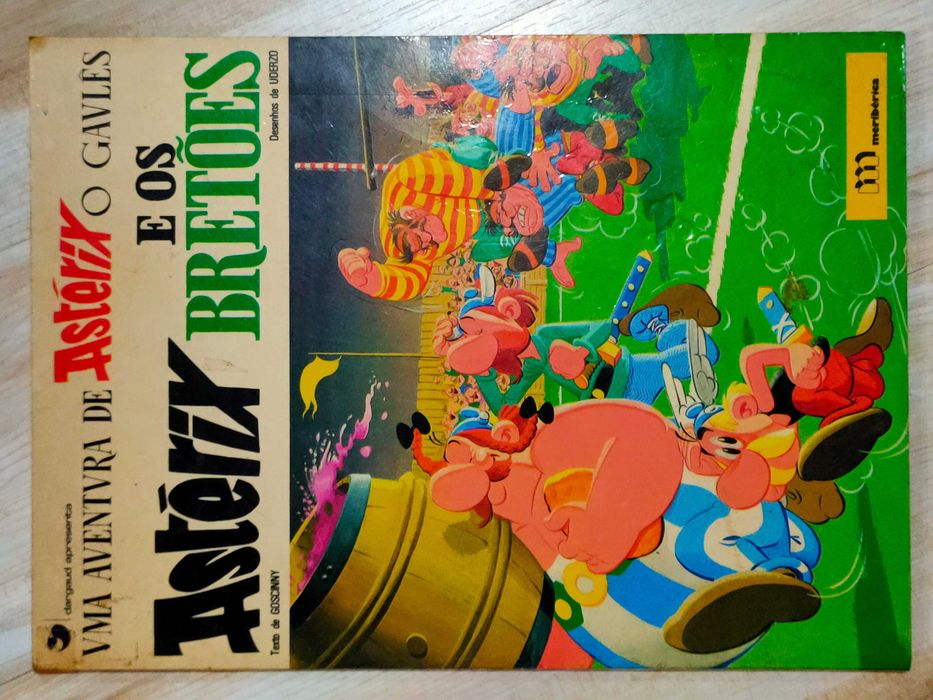 dargaud apresenta
VMA AVENTVRA DE Astérix O GAVLÊS
Astérix E OS
BRETÕES
Texto de GOSCINNY
Desenhos de UDERZO
m
meribérica